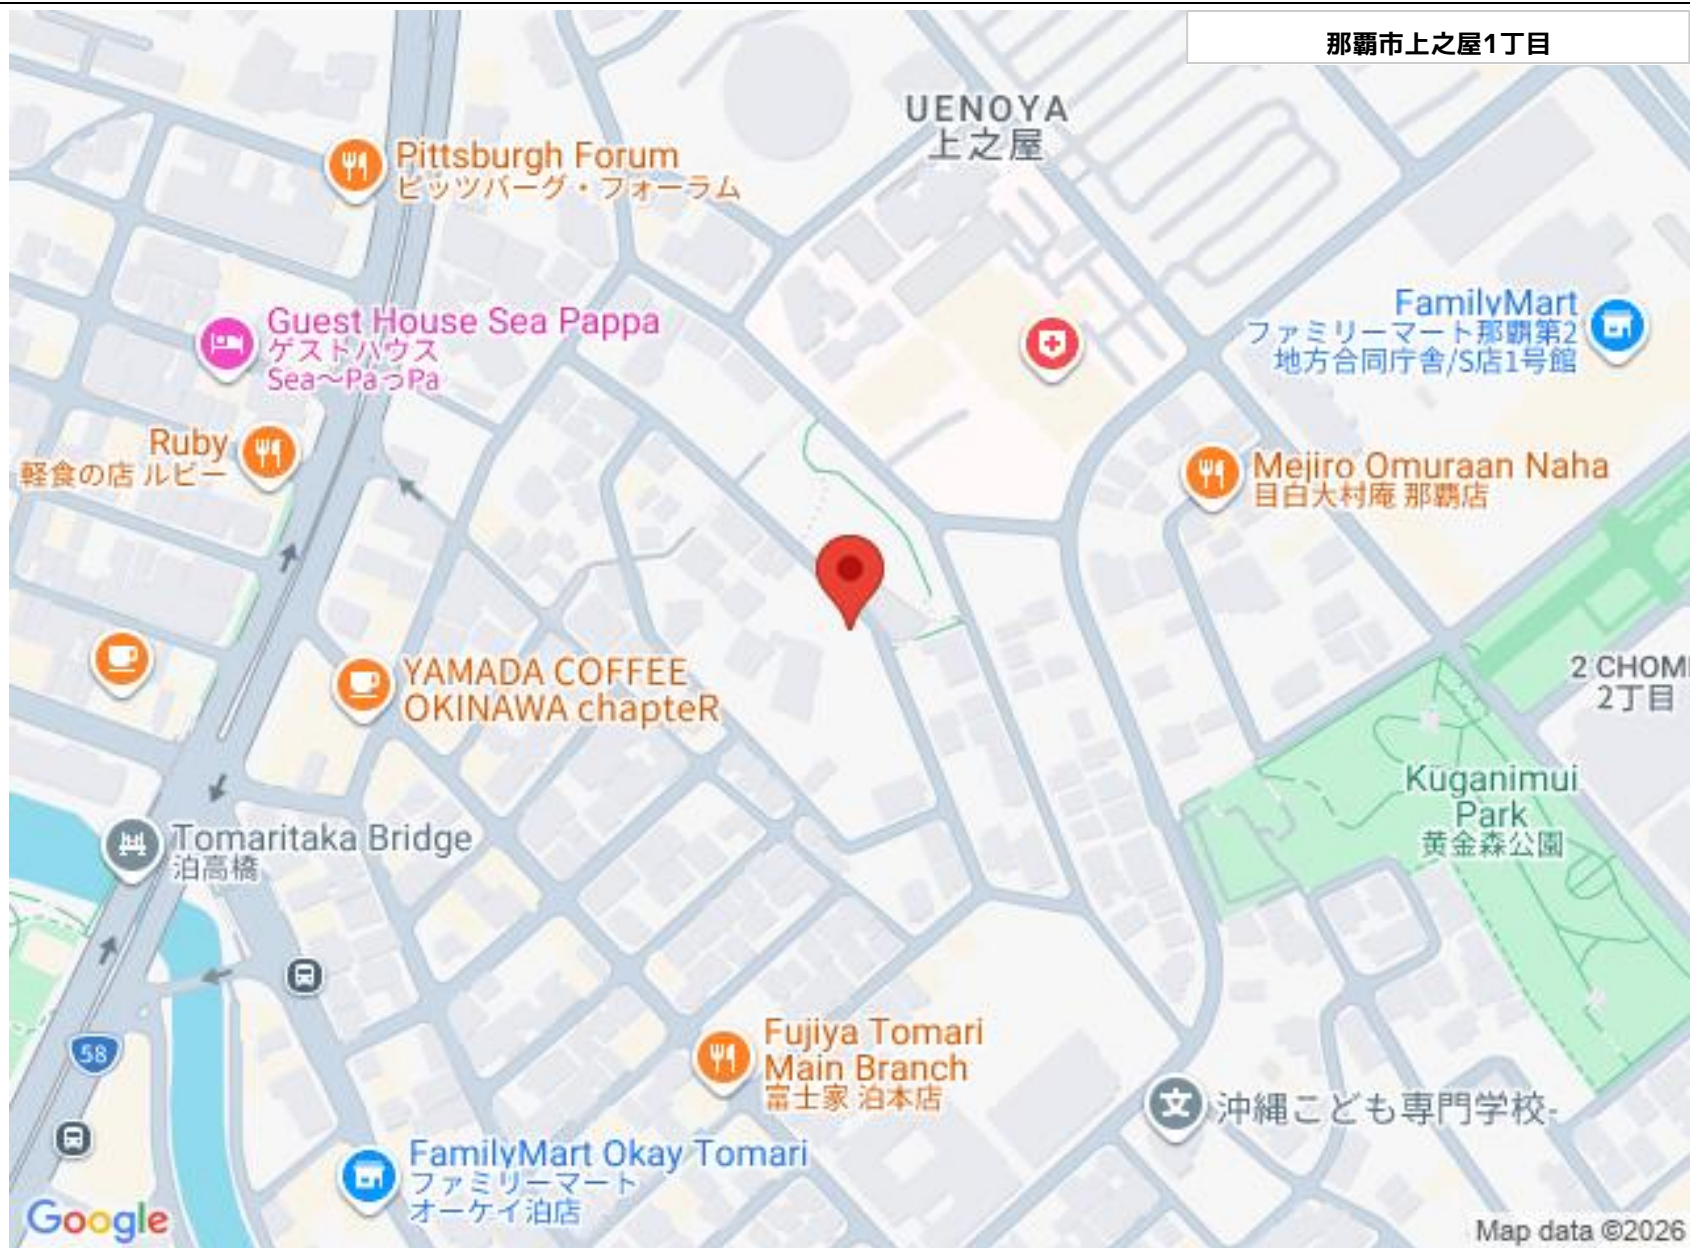 那覇市上之屋1丁目
UENOYA
上之屋
Pittsburgh Forum
ピッツバーグ・フォーラム
Guest House Sea Pappa
ゲストハウス
Sea〜PaっPa
FamilyMart
ファミリーマート那覇第2
地方合同庁舎/S店1号館
Ruby
軽食の店 ルビー
Mejiro Omuraan Naha
目白大村庵 那覇店
YAMADA COFFEE
OKINAWA chapteR
2 CHOME
2丁目
Kuganimui
Park
黄金森公園
Tomaritaka Bridge
泊高橋
58
Fujiya Tomari
Main Branch
富士家 泊本店
文
沖縄こども専門学校-
FamilyMart Okay Tomari
ファミリーマート
オーケイ泊店
Google
Map data ©2026